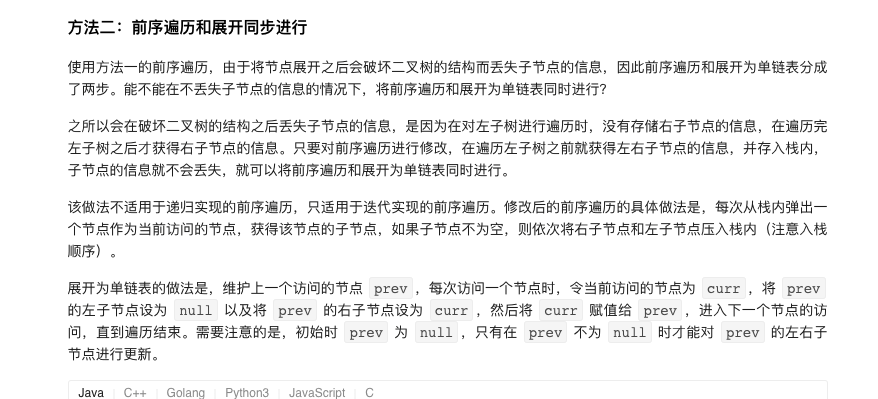 方法二：前序遍历和展开同步进行
使用方法一的前序遍历，由于将节点展开之后会破坏二叉树的结构而丢失子节点的信息，因此前序遍历和展开为单链表分成
了两步。能不能在不丢失子节点的信息的情况下，将前序遍历和展开为单链表同时进行？
之所以会在破坏二叉树的结构之后丢失子节点的信息，是因为在对左子树进行遍历时，没有存储右子节点的信息，在遍历完
左子树之后才获得右子节点的信息。只要对前序遍历进行修改，在遍历左子树之前就获得左右子节点的信息，并存入栈内，
子节点的信息就不会丢失，就可以将前序遍历和展开为单链表同时进行。
该做法不适用于递归实现的前序遍历，只适用于迭代实现的前序遍历。修改后的前序遍历的具体做法是，每次从栈内弹出一
个节点作为当前访问的节点，获得该节点的子节点，如果子节点不为空，则依次将右子节点和左子节点压入栈内（注意入栈
顺序）。
展开为单链表的做法是，维护上一个访问的节点 prev，每次访问一个节点时，令当前访问的节点为 curr，将 prev
的左子节点设为 null 以及将 prev 的右子节点设为 curr，然后将 curr 赋值给 prev，进入下一个节点的访
问，直到遍历结束。需要注意的是，初始时 prev 为 null，只有在 prev 不为 null 时才能对 prev 的左右子
节点进行更新。
Java C++ Golang Python3 JavaScript C